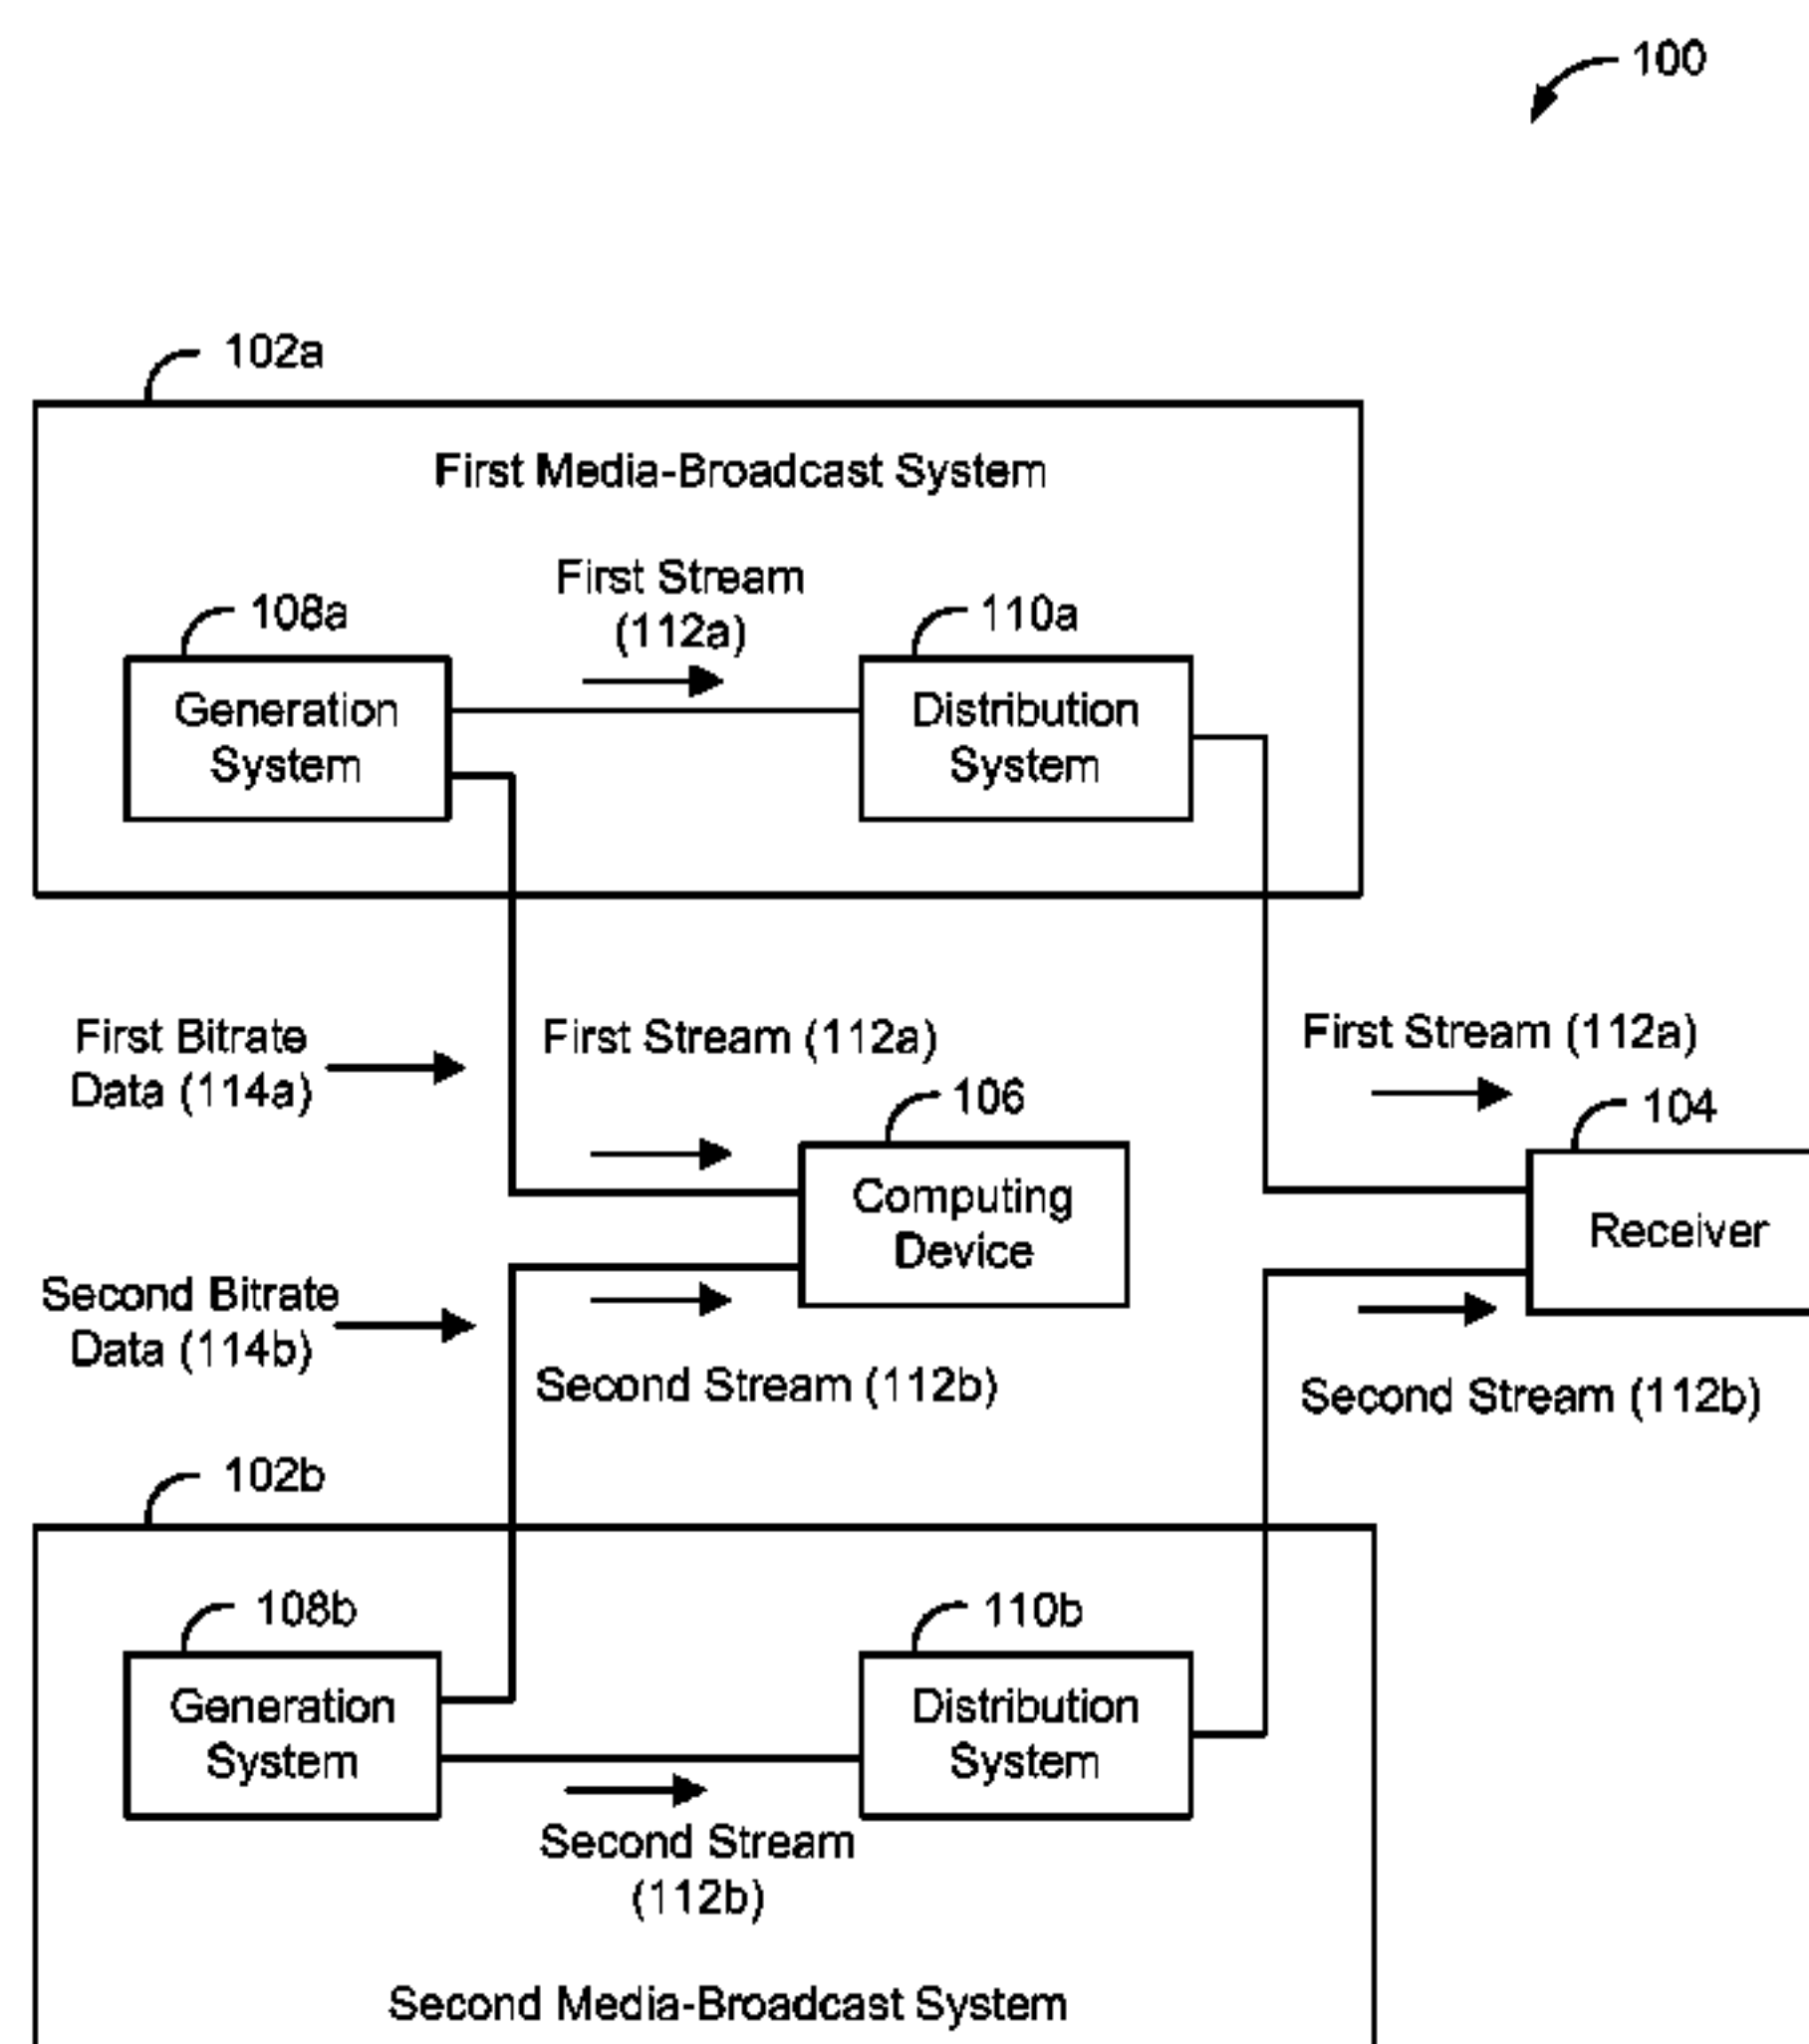 100
102a
First Media-Broadcast System
First Stream
(112a)
108a
110a
Generation
System
Distribution
System
First Bitrate
Data (114a)
First Stream (112a)
First Stream (112a)
106
104
Computing
Device
Receiver
Second Bitrate
Data (114b)
Second Stream (112b)
Second Stream (112b)
102b
108b
110b
Generation
System
Distribution
System
Second Stream
(112b)
Second Media-Broadcast System